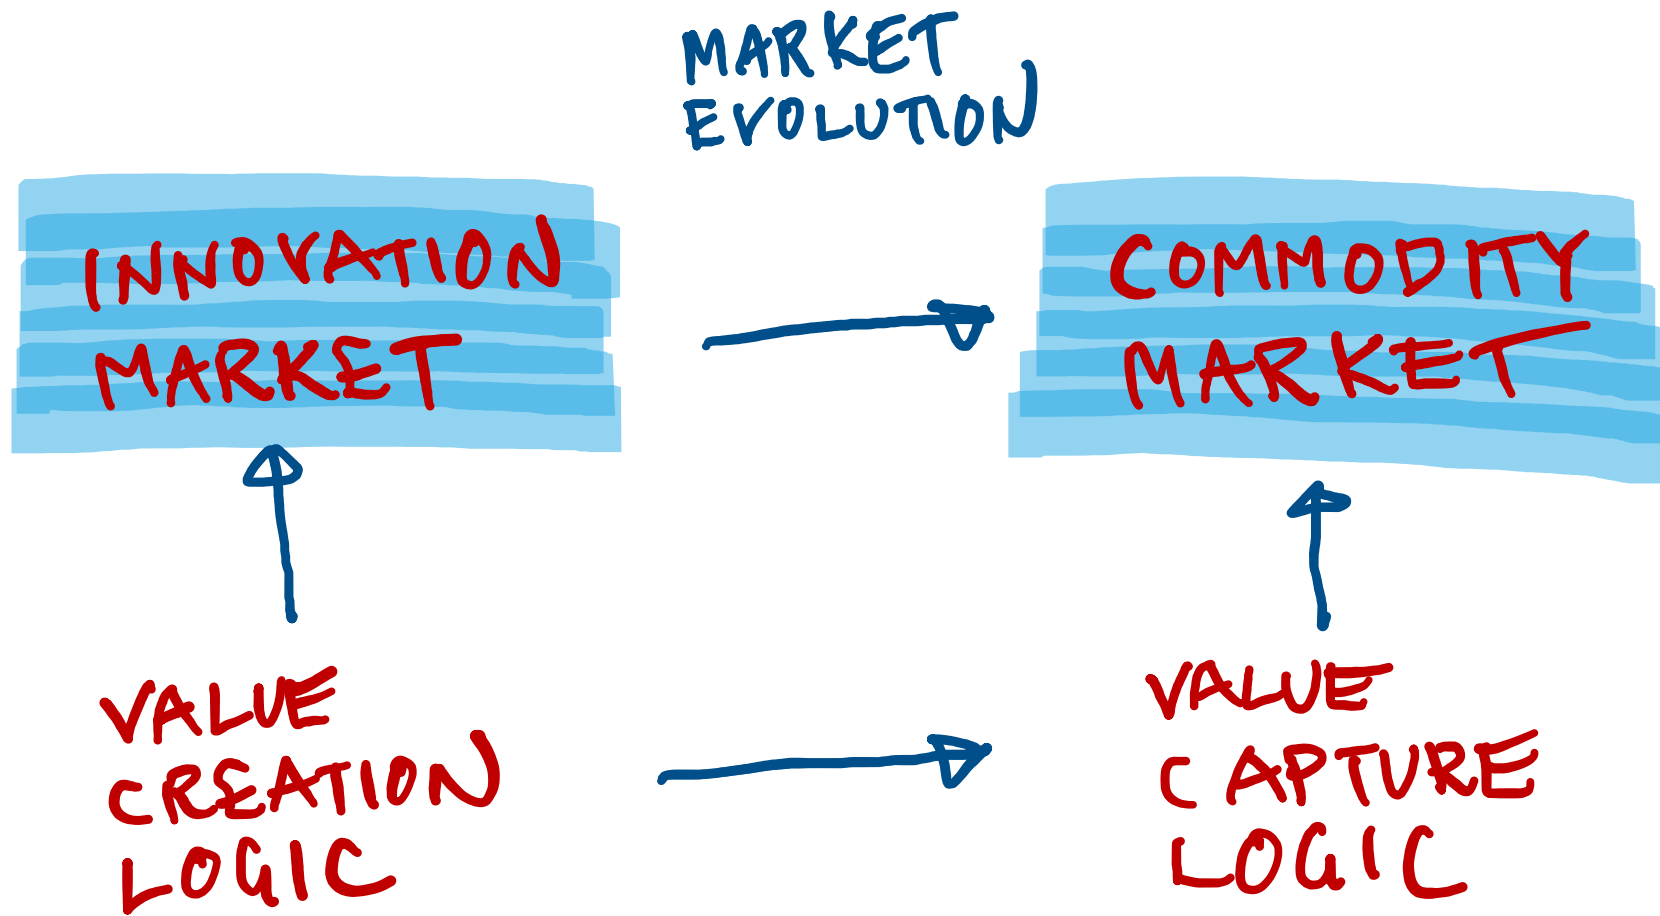 MARKET
EVOLUTION
INNOVATION
MARKET
COMMODITY
MARKET
VALUE
CREATION
LOGIC
VALUE
CAPTURE
LOGIC